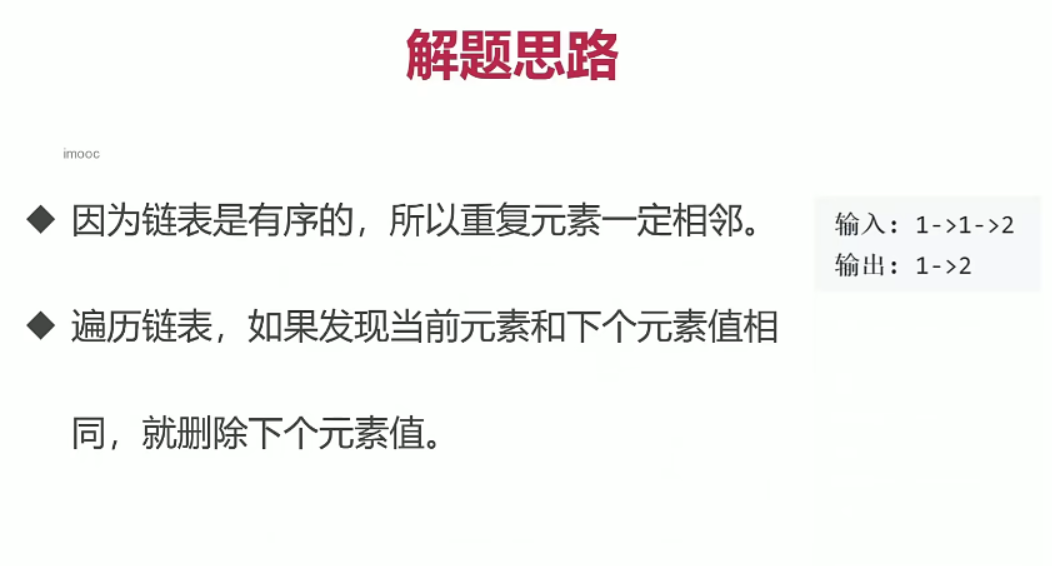 解题思路
imooc
◆ 因为链表是有序的，所以重复元素一定相邻。
输入: 1->1->2
输出: 1->2
◆ 遍历链表，如果发现当前元素和下个元素值相
同，就删除下个元素值。